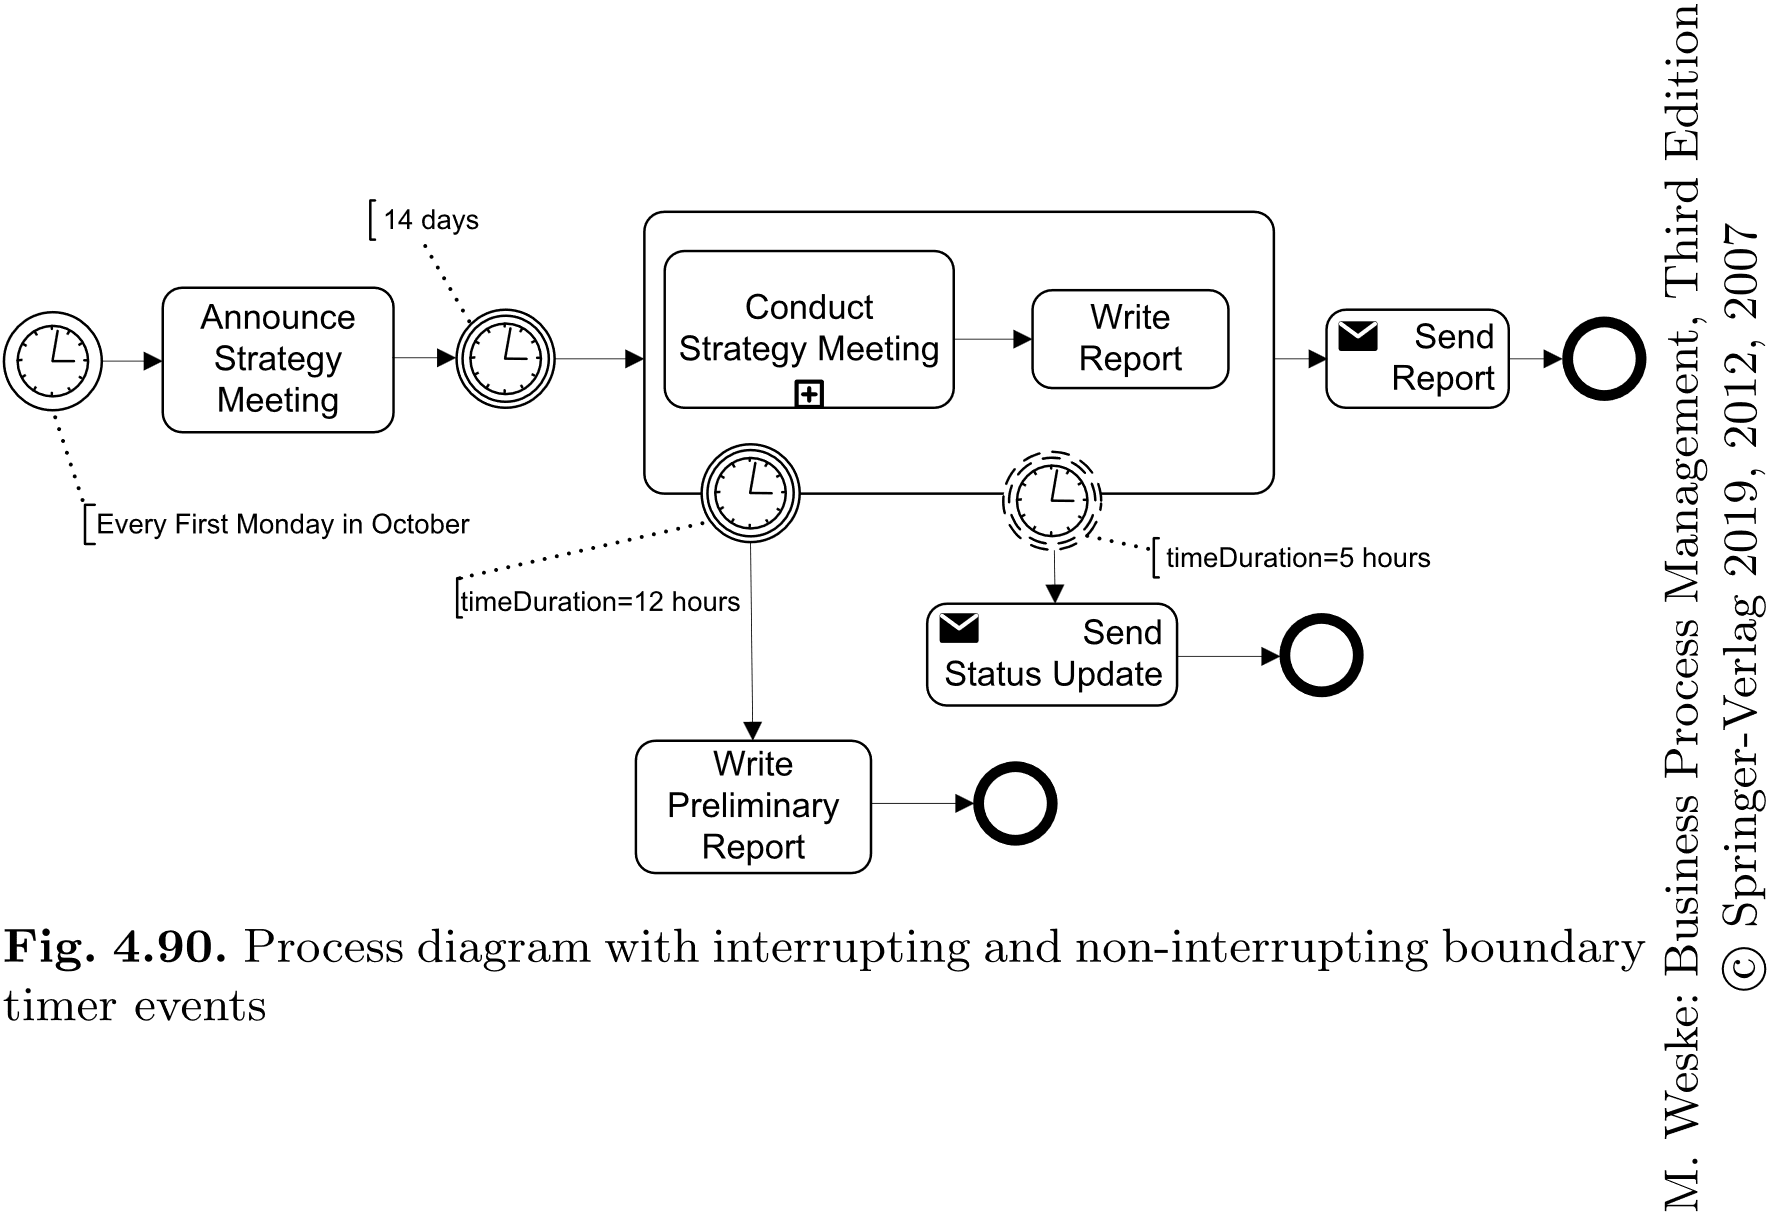 14 days
Announce
Strategy
Meeting
Conduct
Strategy Meeting
Write
Report
Send
Report
Every First Monday in October
timeDuration=12 hours
timeDuration=5 hours
Send
Status Update
Write
Preliminary
Report
Fig. 4.90. Process diagram with interrupting and non-interrupting boundary
timer events
M. Weske: Business Process Management, Third Edition
© Springer-Verlag 2019, 2012, 2007